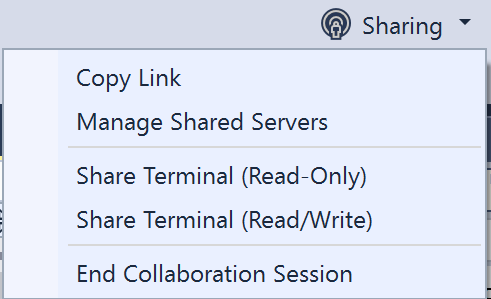 Sharing
Copy Link
Manage Shared Servers
Share Terminal (Read-Only)
Share Terminal (Read/Write)
End Collaboration Session